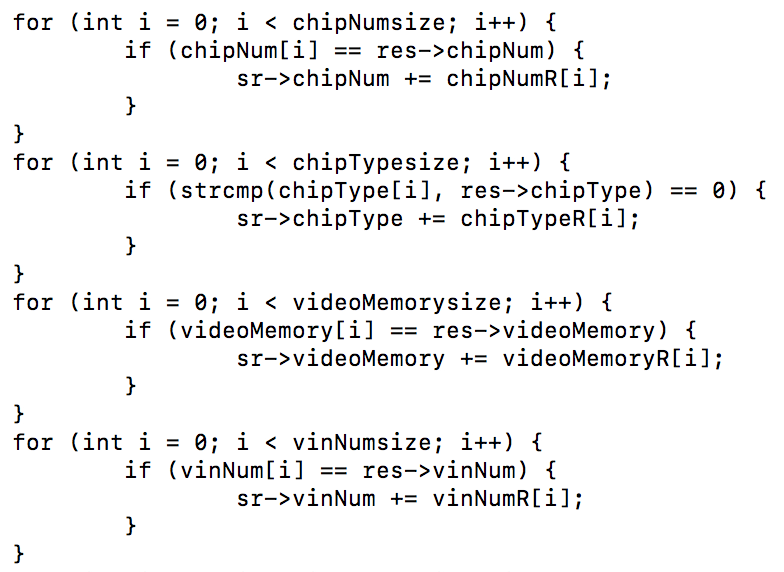 for (int i = 0; i < chipNumsize; i++) {
        if (chipNum[i] == res->chipNum) {
                sr->chipNum += chipNumR[i];
        }
}
for (int i = 0; i < chipTypesize; i++) {
        if (strcmp(chipType[i], res->chipType) == 0) {
                sr->chipType += chipTypeR[i];
        }
}
for (int i = 0; i < videoMemorysize; i++) {
        if (videoMemory[i] == res->videoMemory) {
                sr->videoMemory += videoMemoryR[i];
        }
}
for (int i = 0; i < vinNumsize; i++) {
        if (vinNum[i] == res->vinNum) {
                sr->vinNum += vinNumR[i];
        }
}